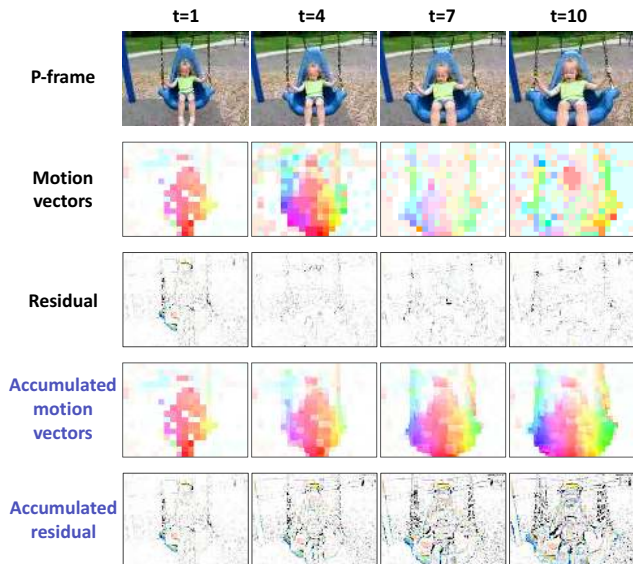 t=1 t=4 t=7 t=10
P-frame
Motion
vectors
Residual
Accumulated
motion
vectors
Accumulated
residual